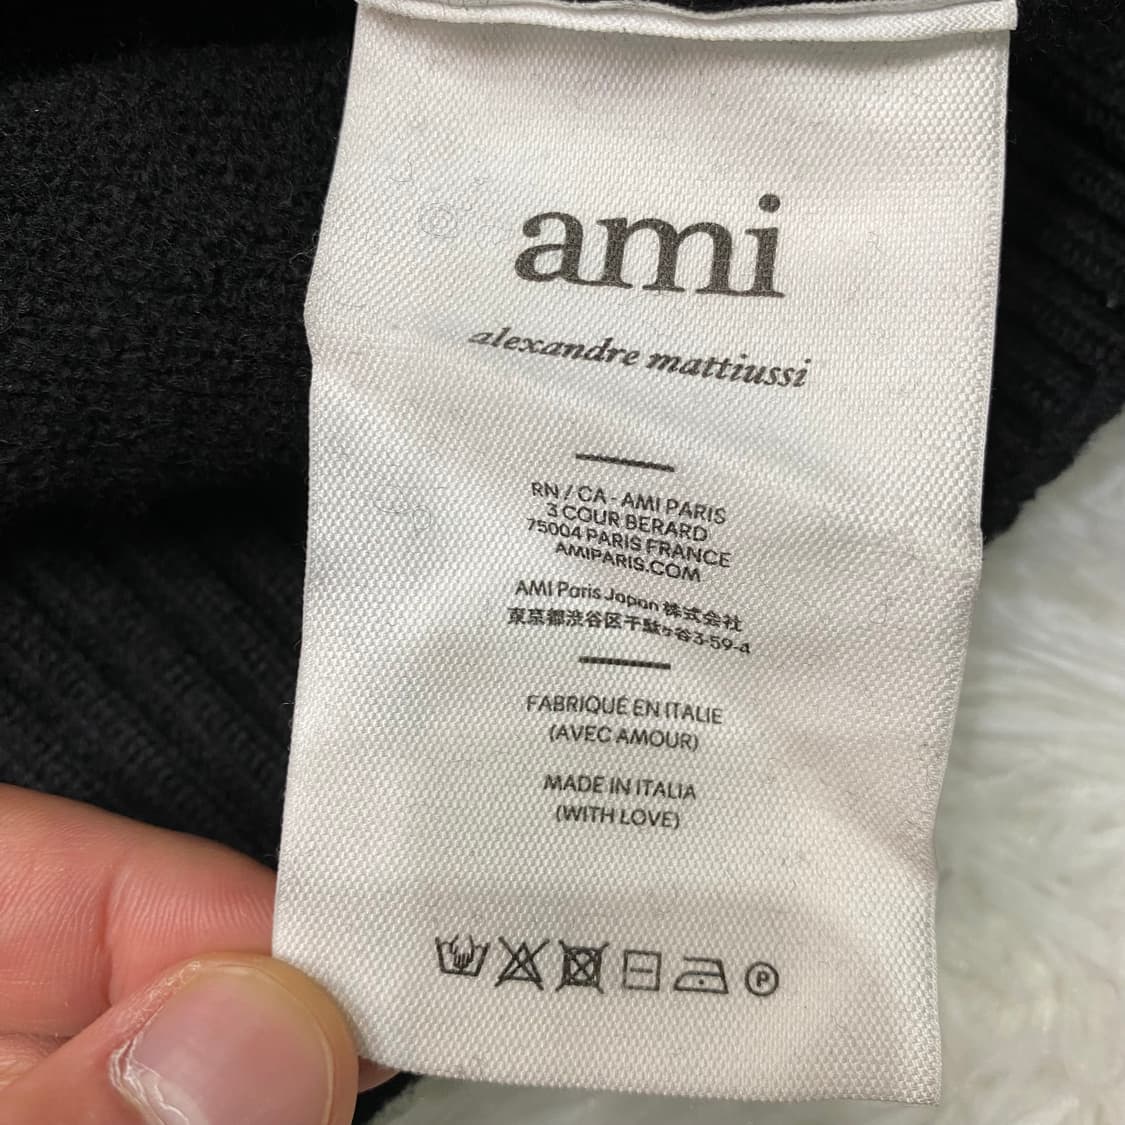 ami
alexandre mattiussi
RN / CA - AMI PARIS
3 COUR BERARD
75004 PARIS FRANCE
AMIPARIS.COM
AMI Paris Japan 株式会社
東京都渋谷区千駄ヶ谷3-59-4
FABRIQUÉ EN ITALIE
(AVEC AMOUR)
MADE IN ITALIA
(WITH LOVE)
P